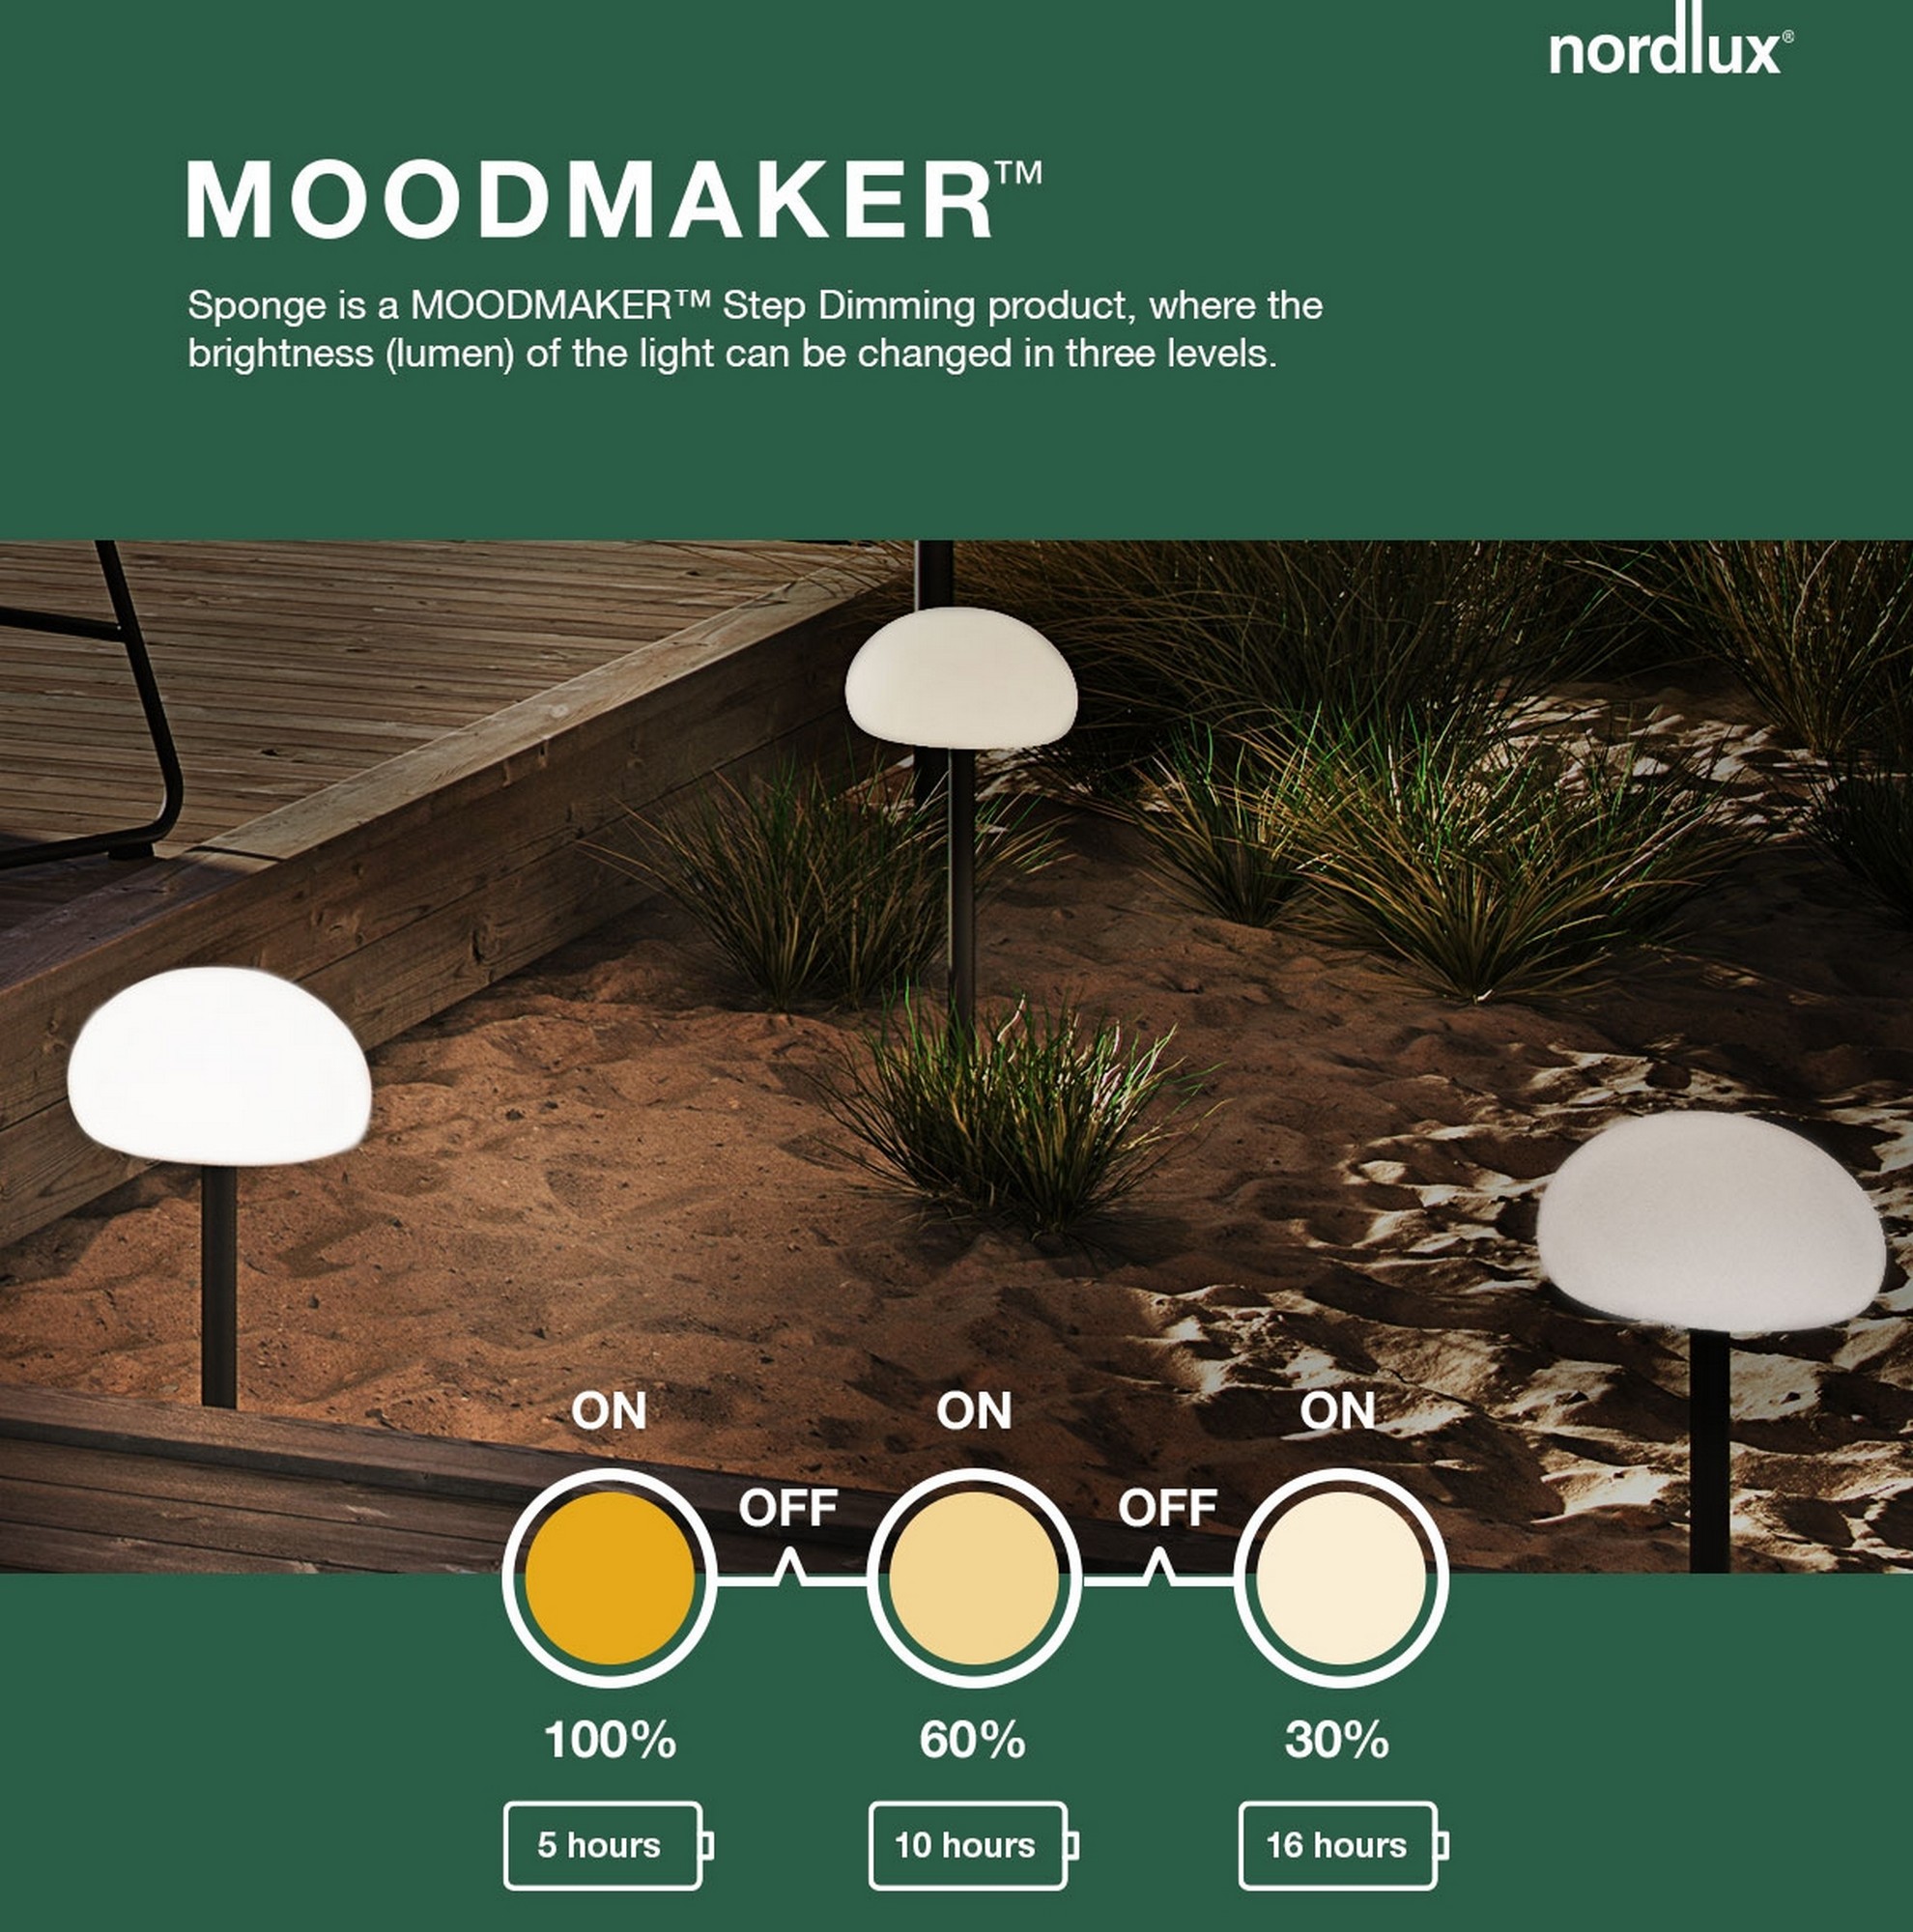 nordlux®
MOODMAKER™
Sponge is a MOODMAKER™ Step Dimming product, where the
brightness (lumen) of the light can be changed in three levels.
ON ON ON
OFF OFF
100% 60% 30%
5 hours 10 hours 16 hours